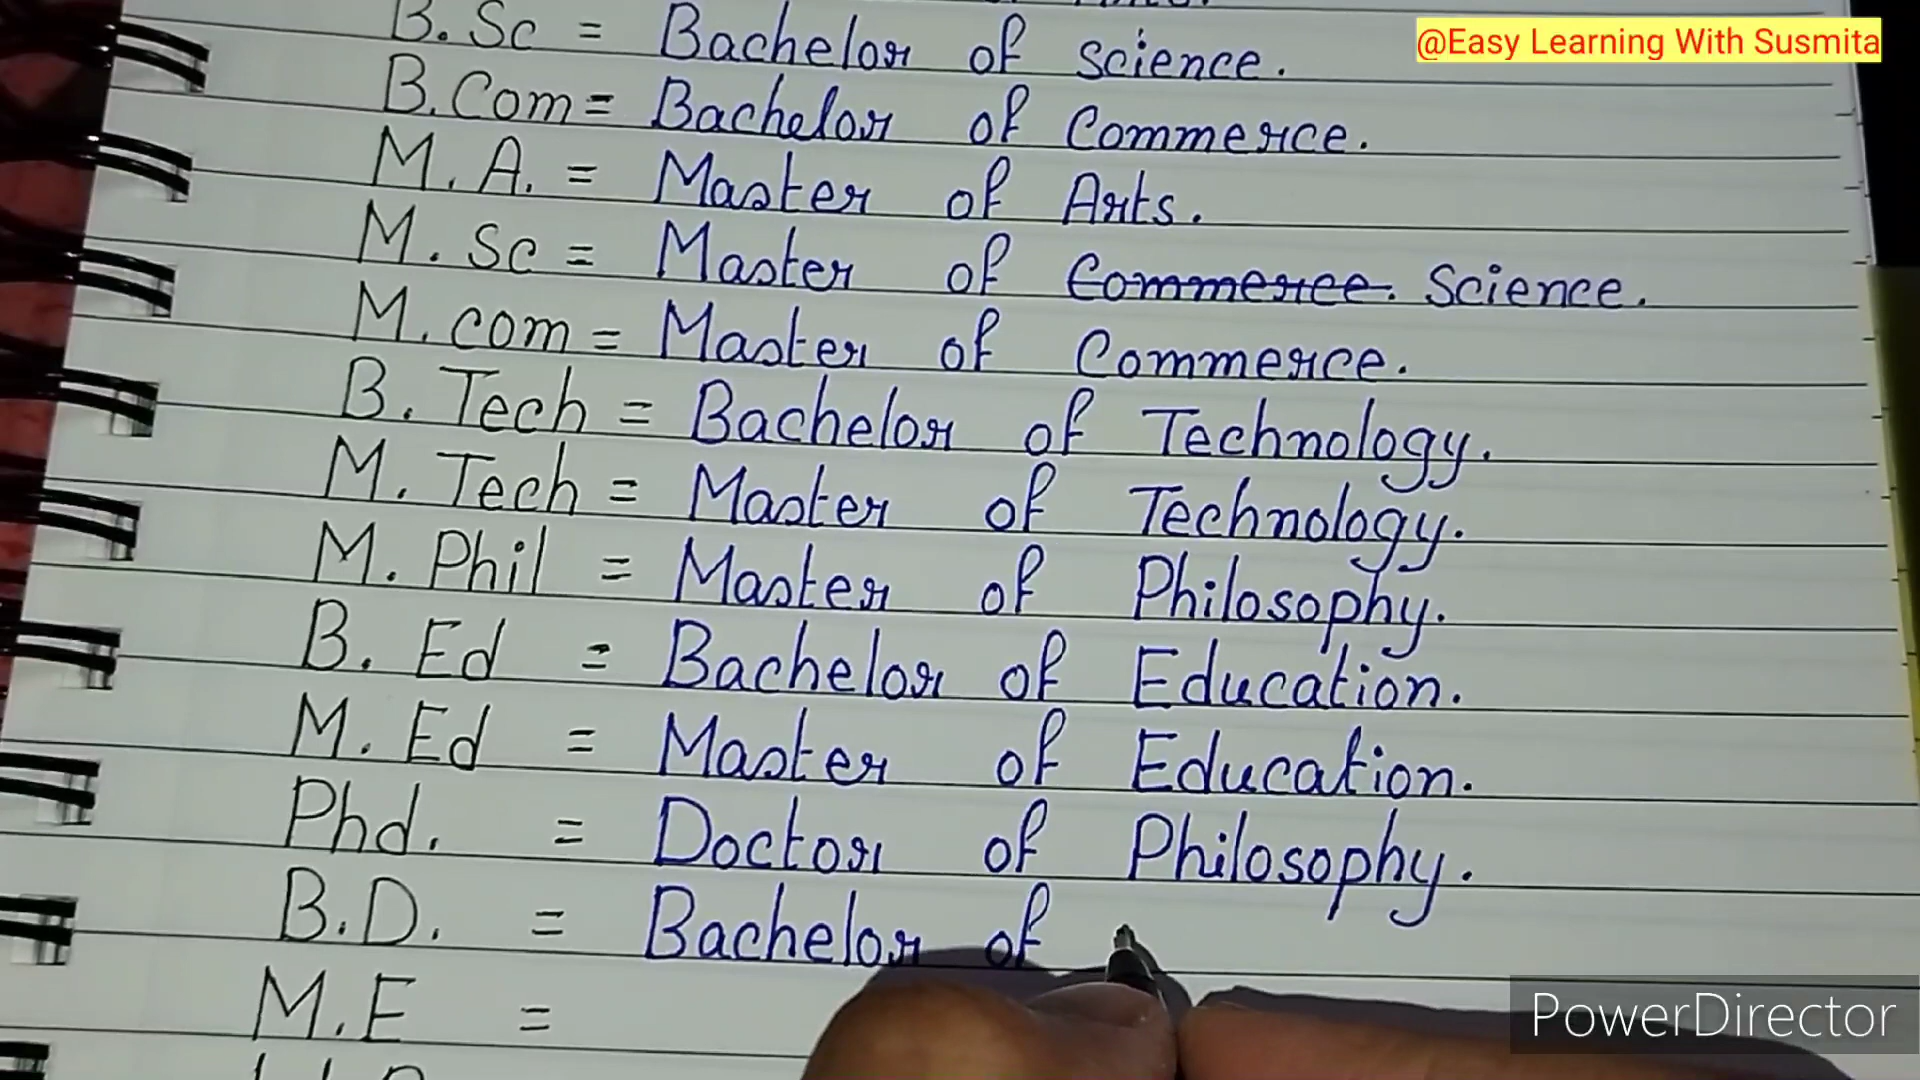 @Easy Learning With Susmita
B. Sc = Bachelor of science.
B. Com = Bachelor of Commerce.
M. A. = Master of Arts.
M. Sc = Master of Commerce. Science.
M. com = Master of Commerce.
B. Tech = Bachelor of Technology.
M. Tech = Master of Technology.
M. Phil = Master of Philosophy.
B. Ed = Bachelor of Education.
M. Ed = Master of Education.
Phd. = Doctor of Philosophy.
B.D. = Bachelor of
M.E =
PowerDirector